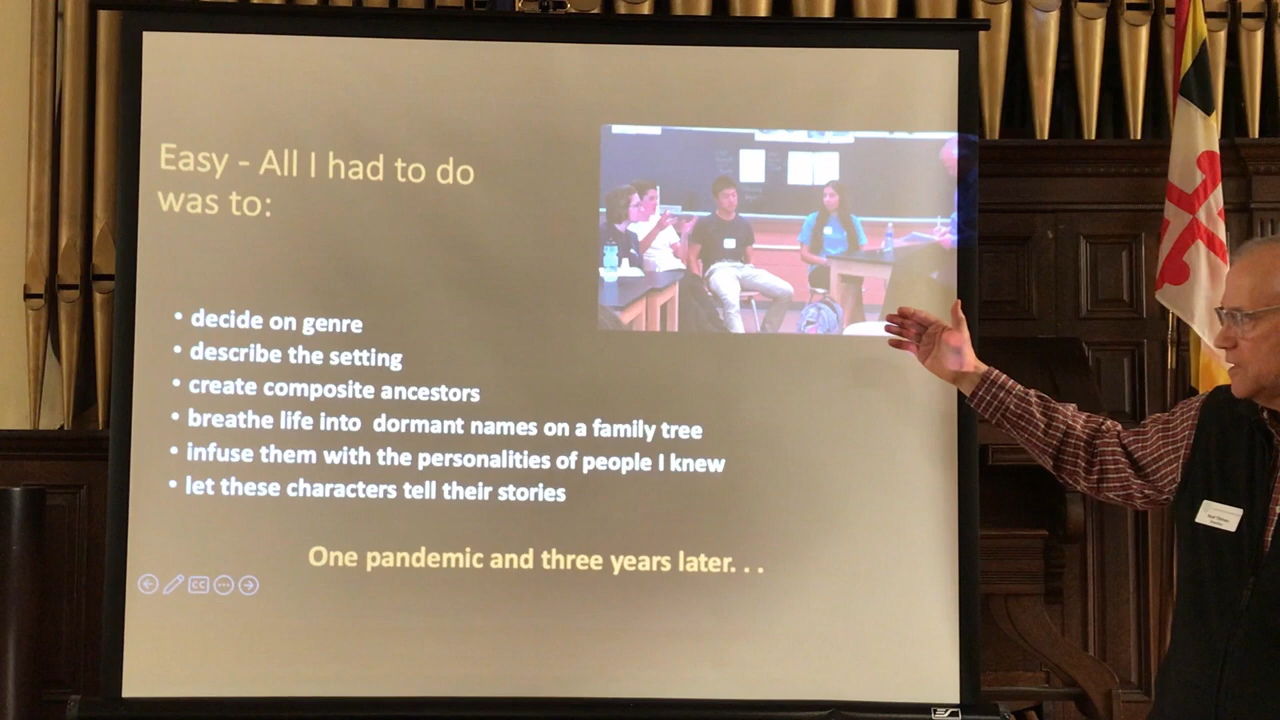 Easy - All I had to do
was to:
• decide on genre
• describe the setting
• create composite ancestors
• breathe life into dormant names on a family tree
• infuse them with the personalities of people I knew
• let these characters tell their stories
One pandemic and three years later. . .
CC